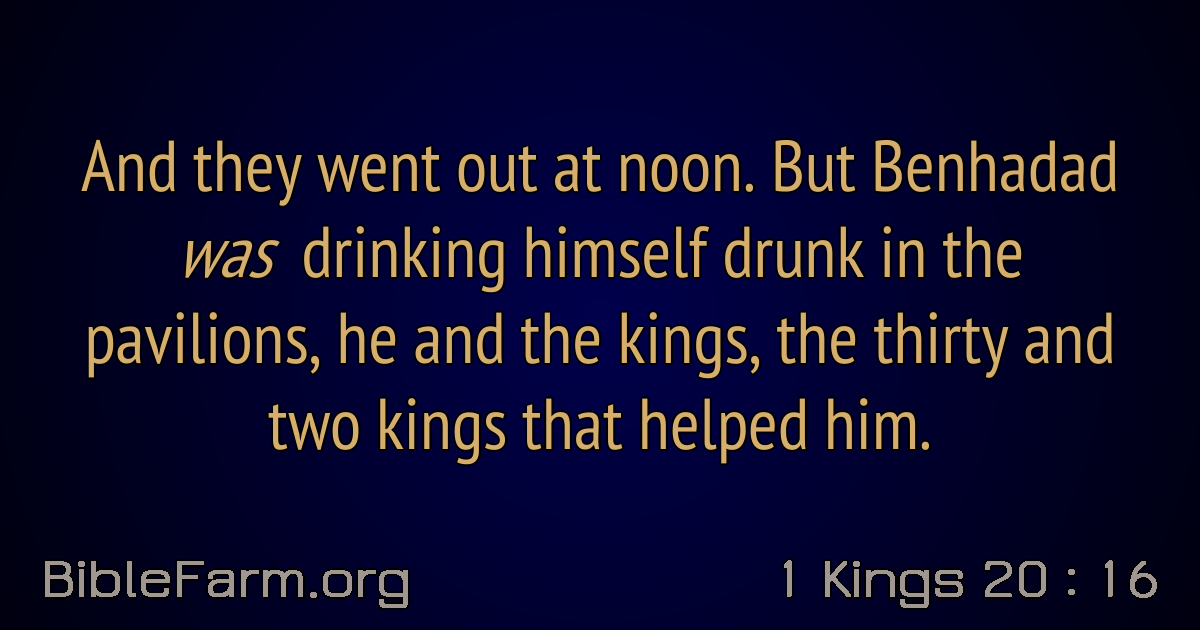 And they went out at noon. But Benhadad
was drinking himself drunk in the
pavilions, he and the kings, the thirty and
two kings that helped him.
BibleFarm.org
1 Kings 20 : 16